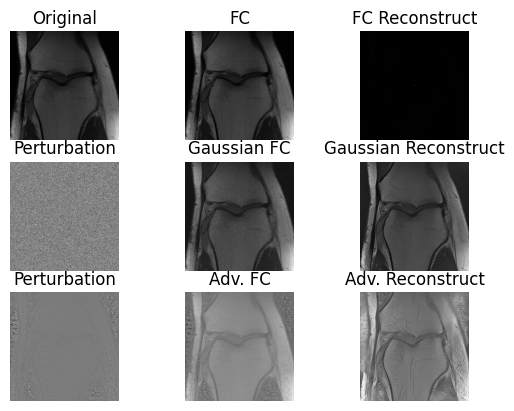 Original
FC
FC Reconstruct
Perturbation
Gaussian FC
Gaussian Reconstruct
Perturbation
Adv. FC
Adv. Reconstruct